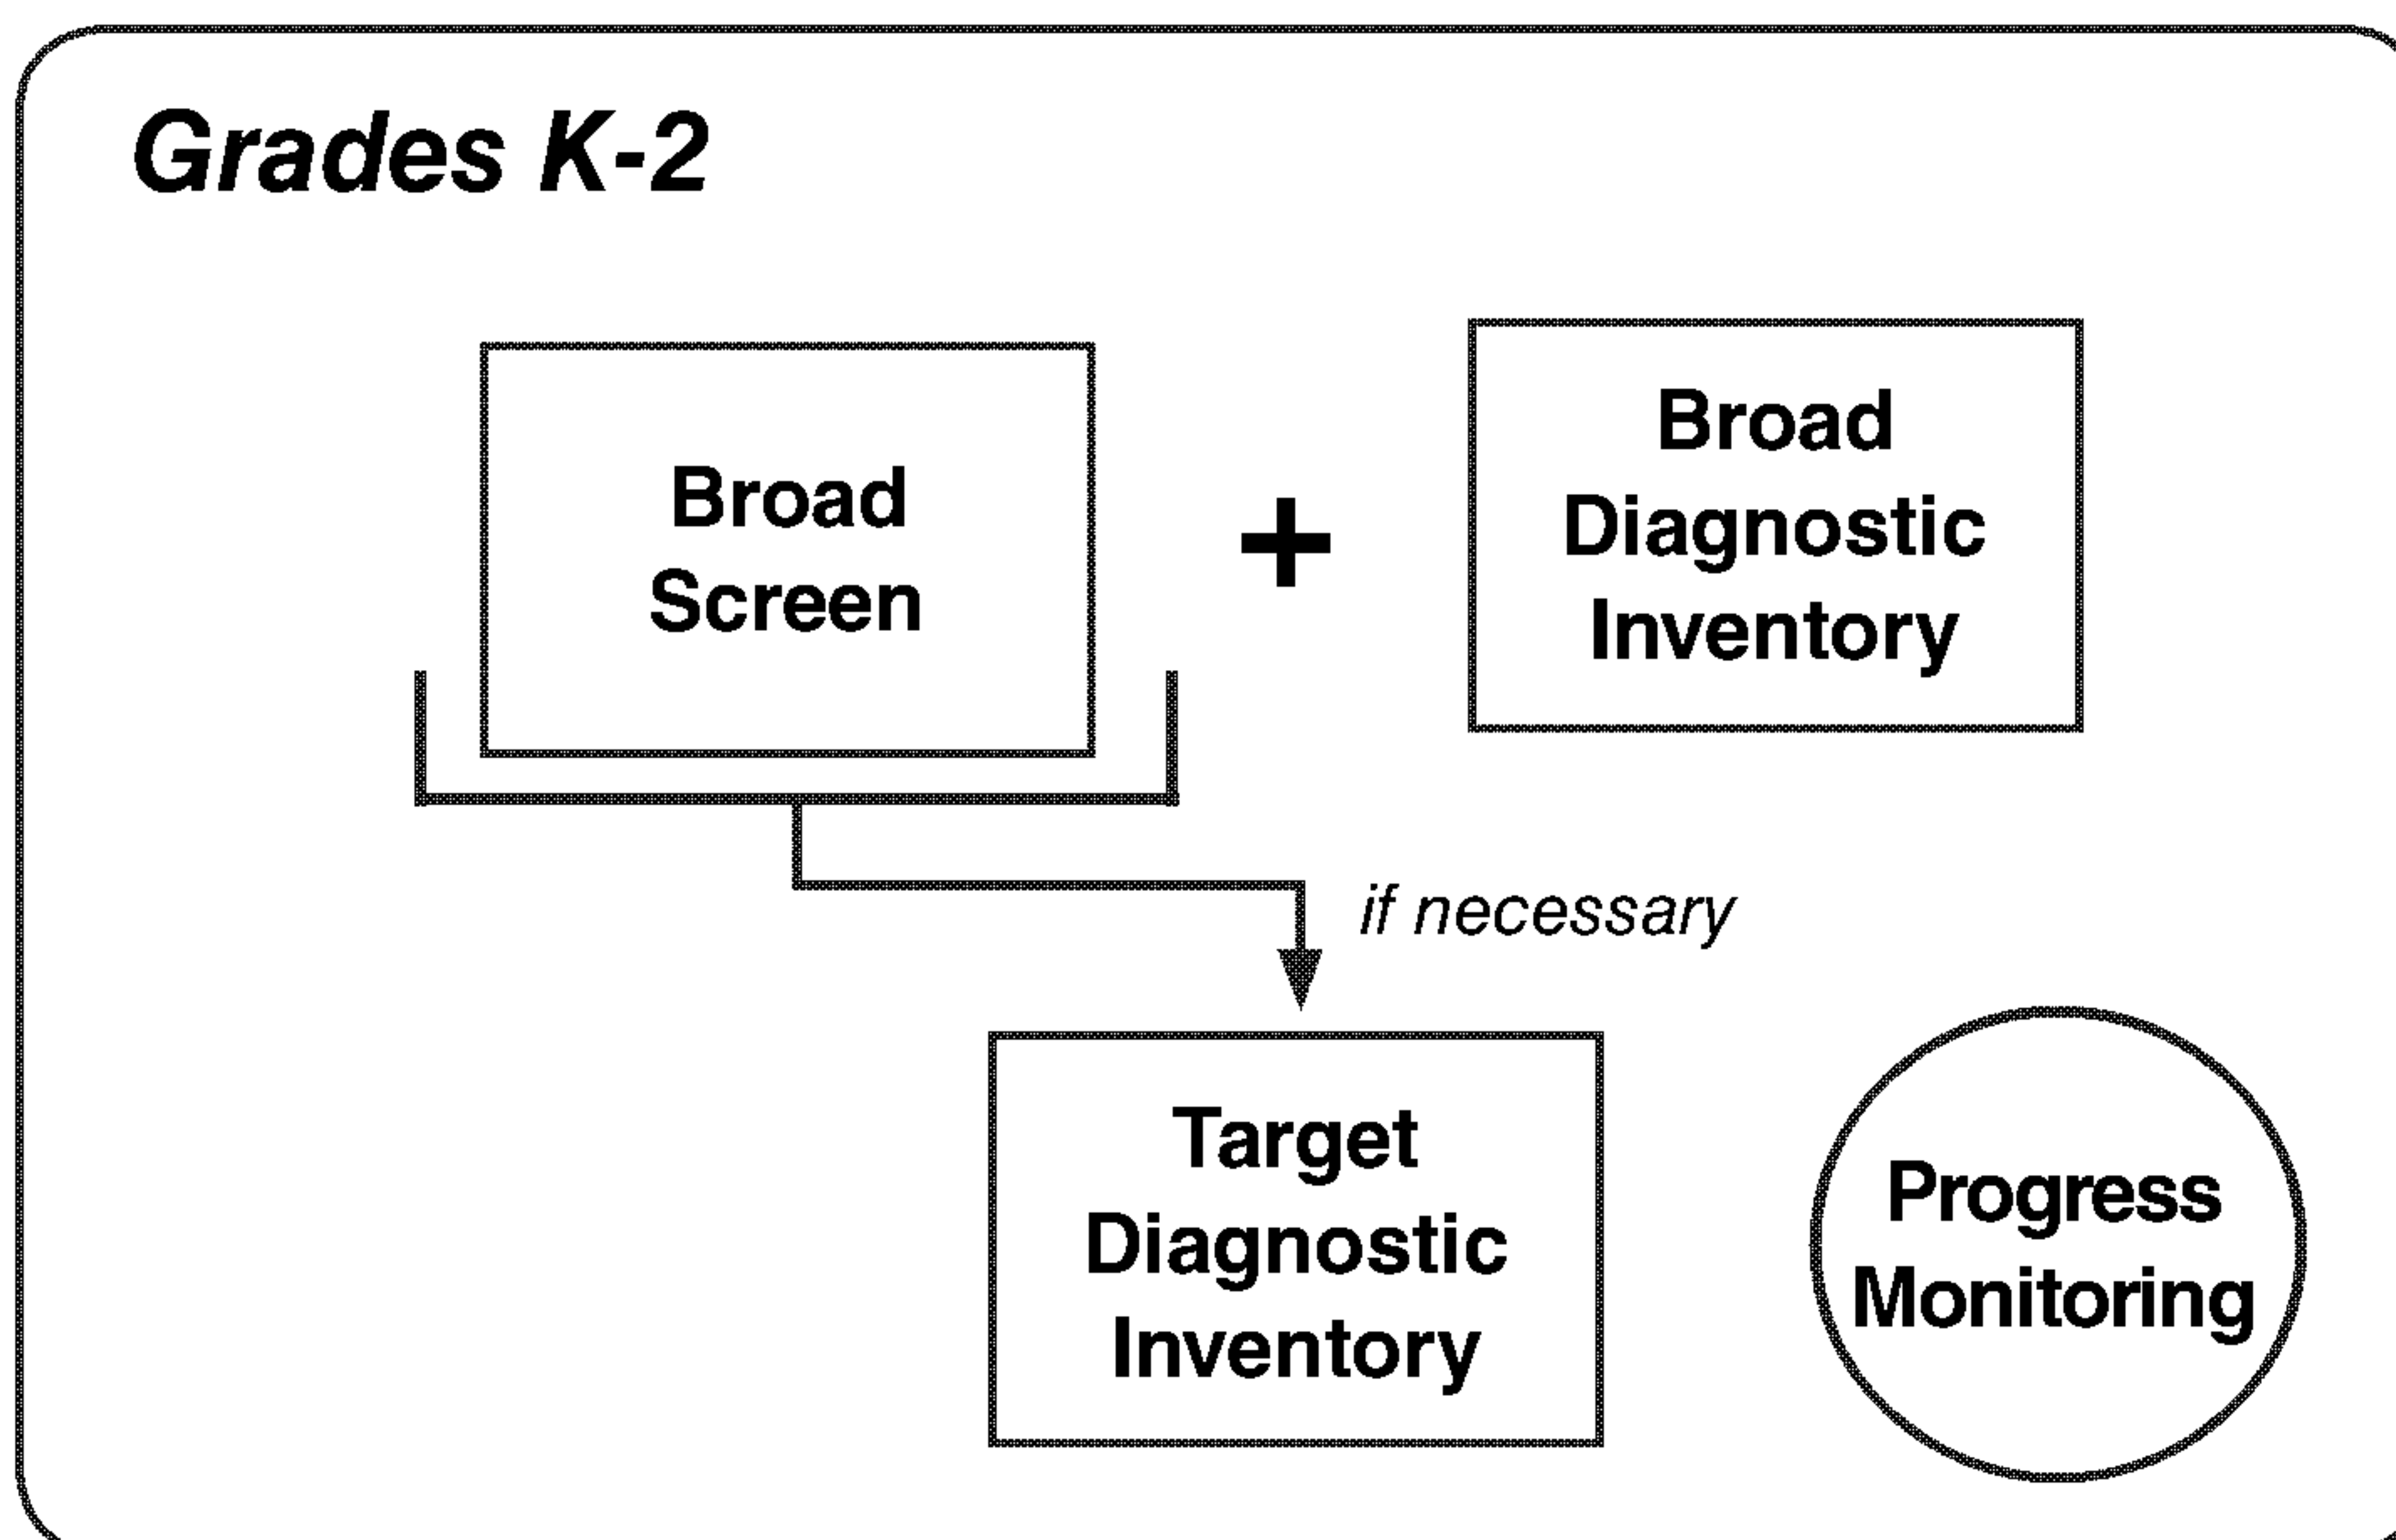 Grades K-2
Broad
Screen
+
Broad
Diagnostic
Inventory
if necessary
Target
Diagnostic
Inventory
Progress
Monitoring